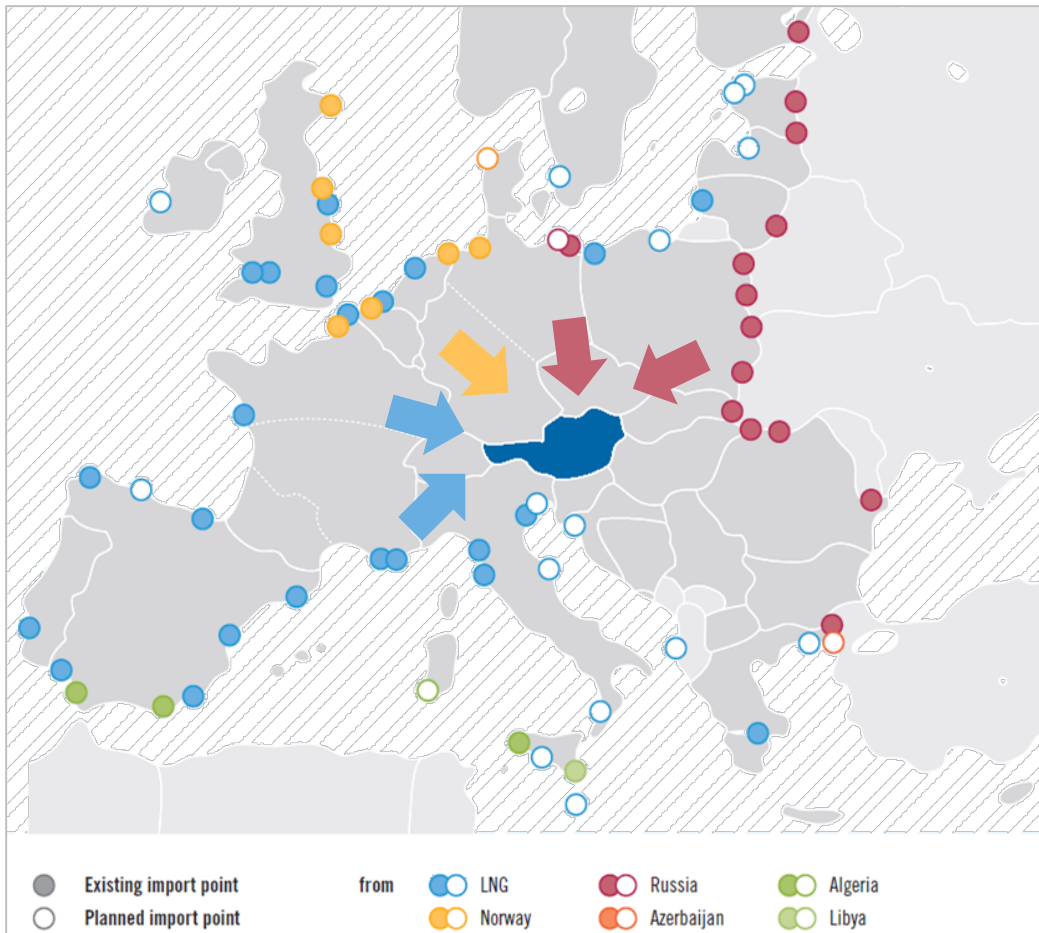 Existing import point from LNG Russia Algeria
Planned import point Norway Azerbaijan Libya